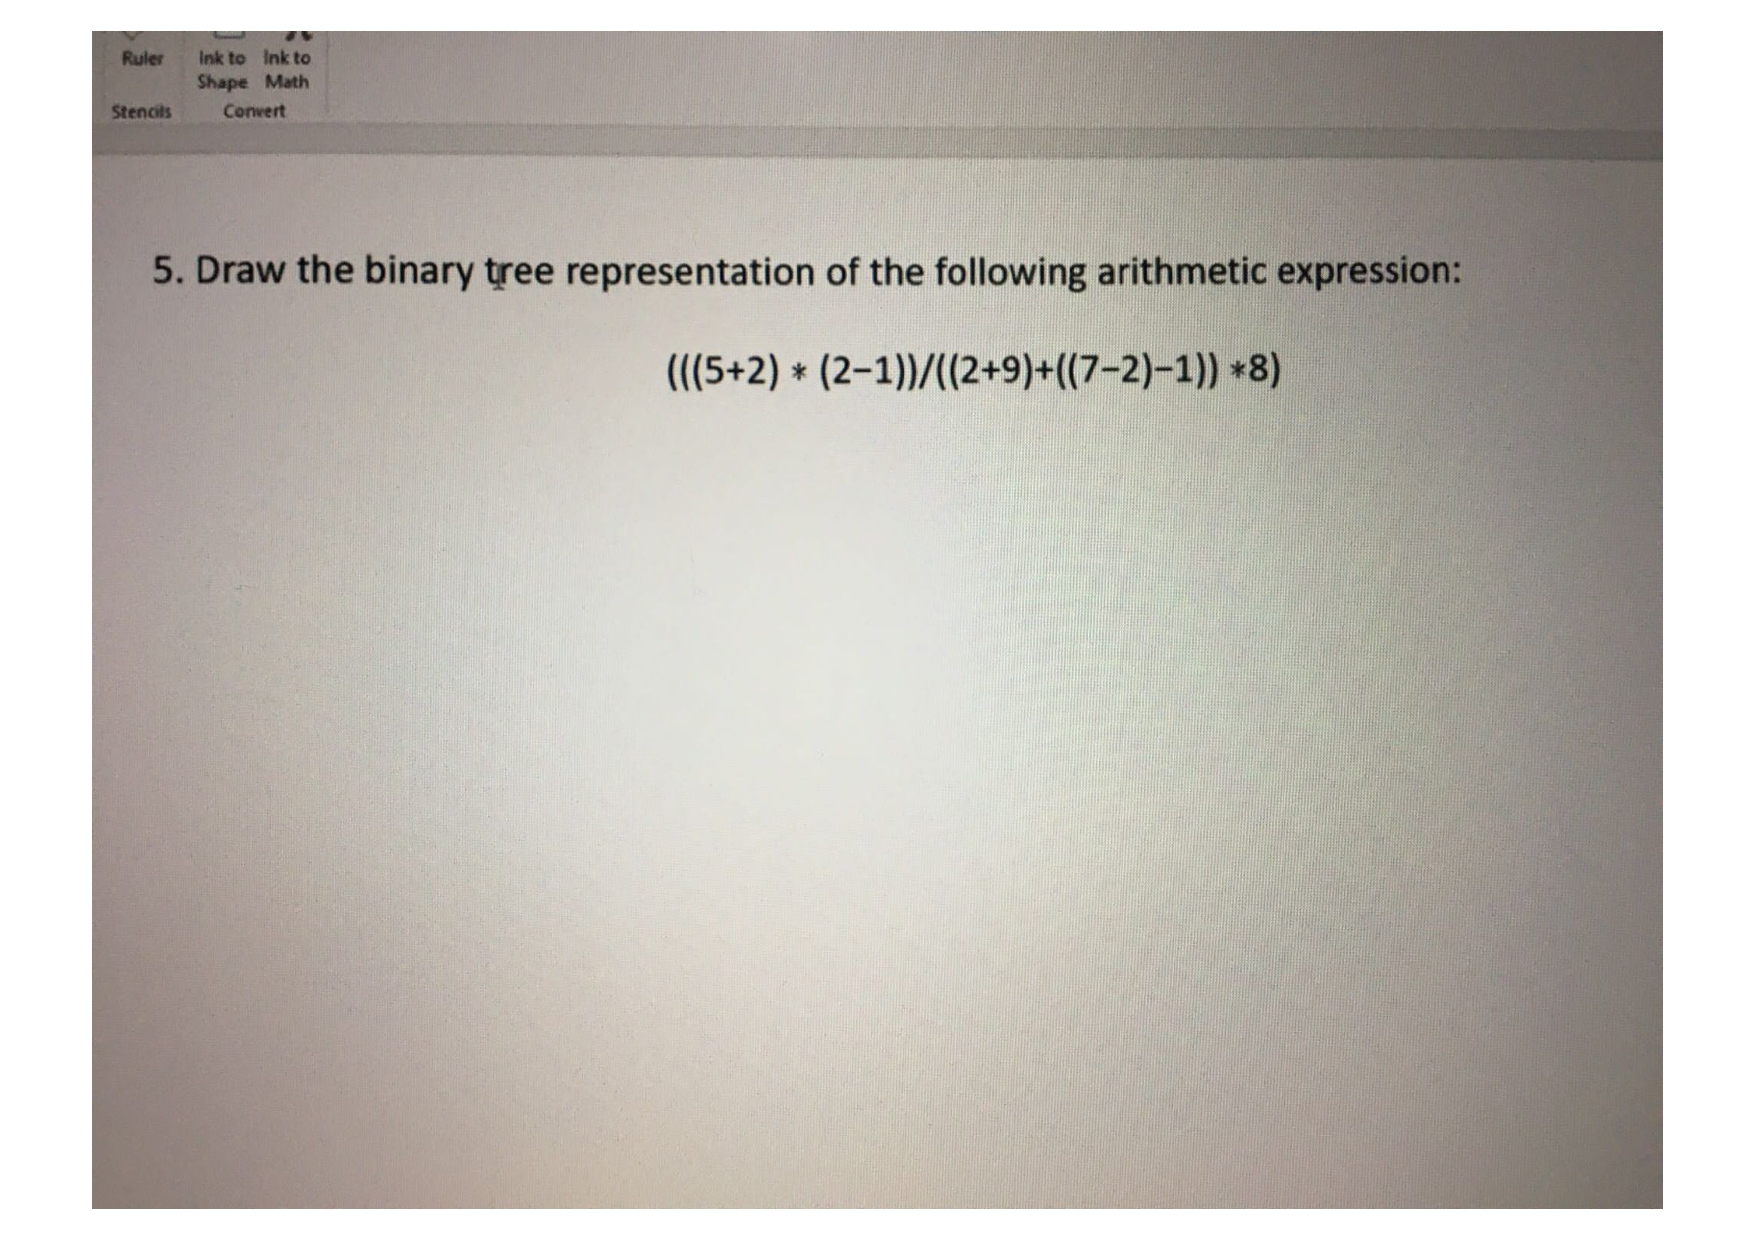 Ruler Ink to Ink to
Shape Math
Stencils Convert
5. Draw the binary tree representation of the following arithmetic expression:
(((5+2) * (2−1))/((2+9)+((7−2)−1)) *8)